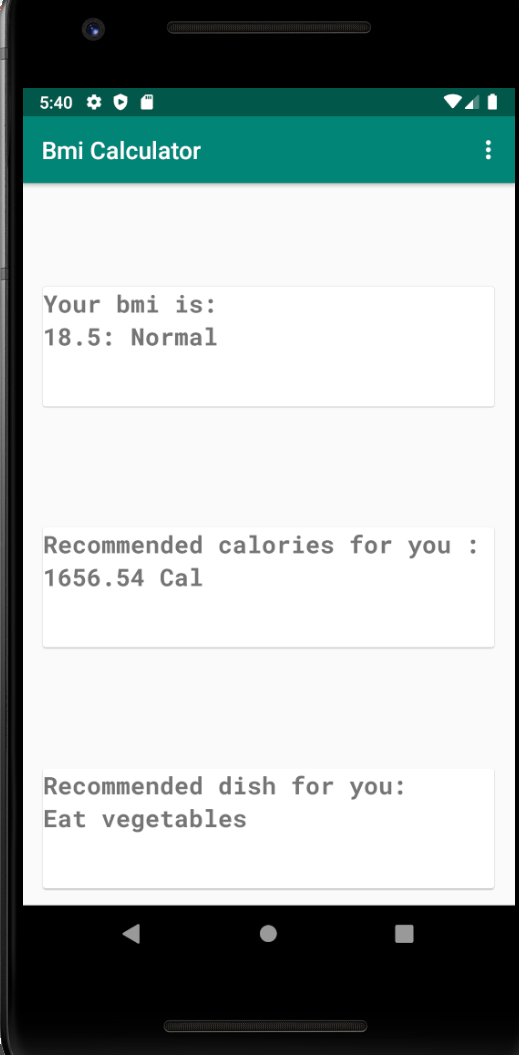 5:40
Bmi Calculator
Your bmi is:
18.5: Normal
Recommended calories for you :
1656.54 Cal
Recommended dish for you:
Eat vegetables